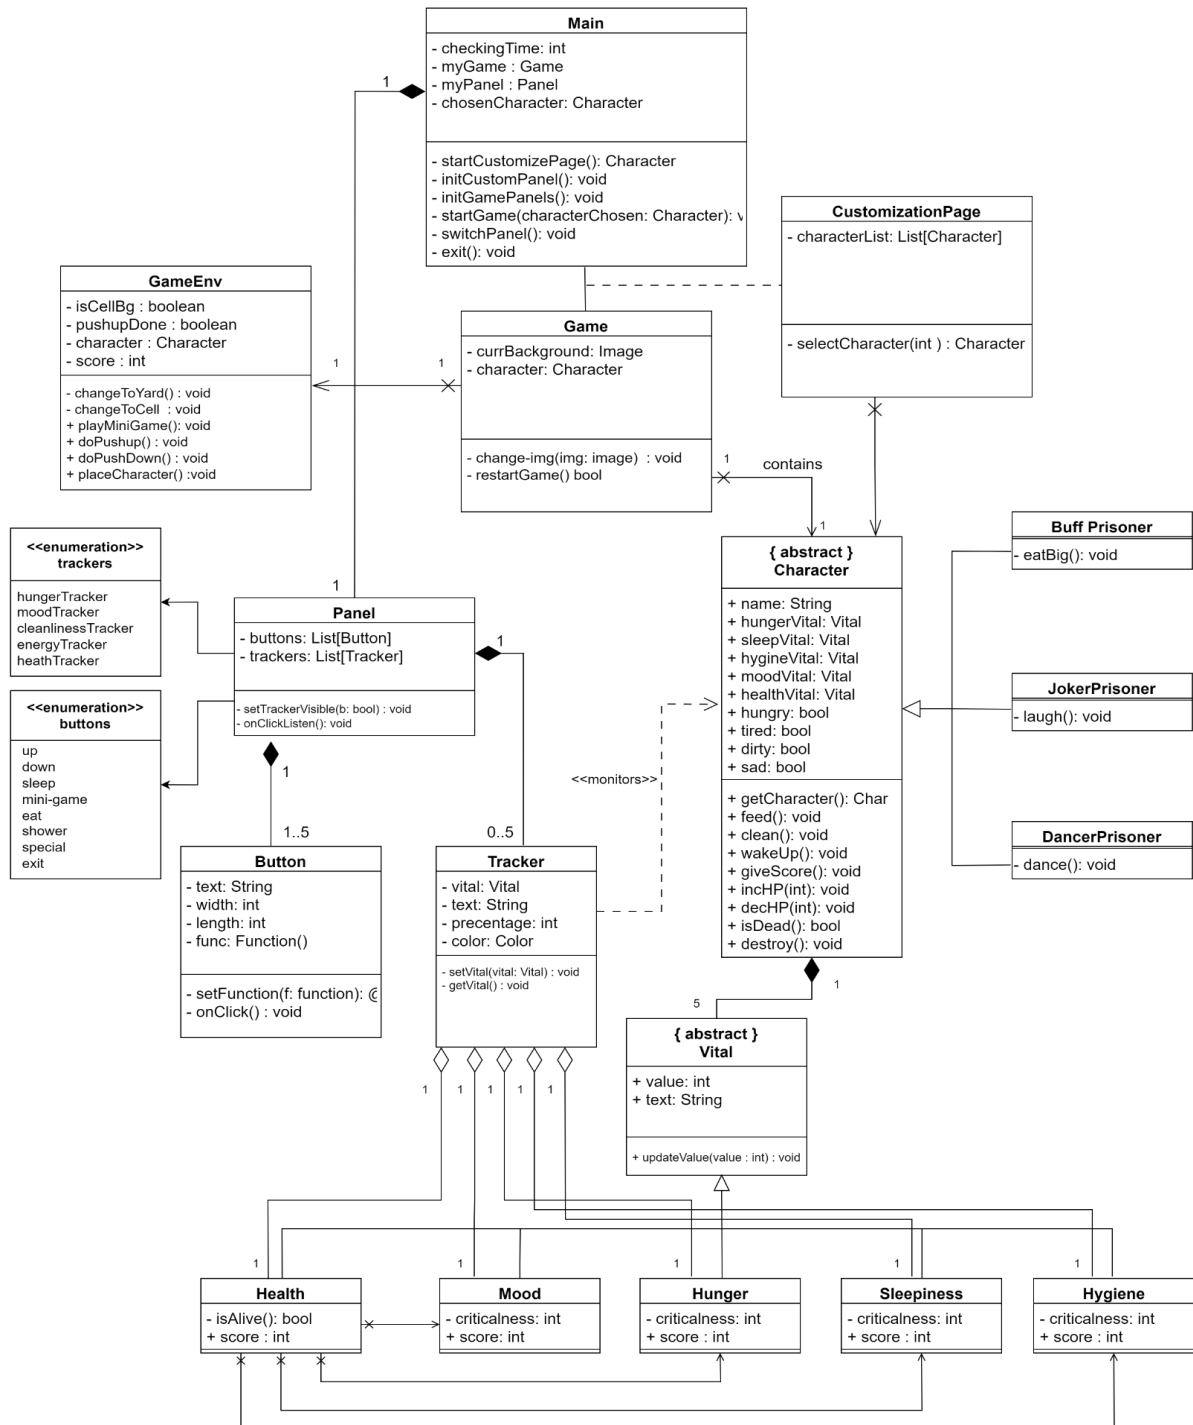 Main
- checkingTime: int
- myGame : Game
- myPanel : Panel
- chosenCharacter: Character
- startCustomizePage(): Character
- initCustomPanel(): void
- initGamePanels(): void
- startGame(characterChosen: Character):
- switchPanel(): void
- exit(): void
1
CustomizationPage
- characterList: List[Character]
- selectCharacter(int ) : Character
GameEnv
- isCellBg : boolean
- pushupDone : boolean
- character : Character
- score : int
- changeToYard() : void
- changeToCell : void
+ playMiniGame(): void
+ doPushup() : void
+ doPushDown() : void
+ placeCharacter() :void
1
1
Game
- currBackground: Image
- character: Character
- change-img(img: image) : void
- restartGame() bool
1
contains
1
<<enumeration>>
trackers
hungerTracker
moodTracker
cleanlinessTracker
energyTracker
heathTracker
<<enumeration>>
buttons
up
down
sleep
mini-game
eat
shower
special
exit
1
Panel
- buttons: List[Button]
- trackers: List[Tracker]
- setTrackerVisible(b: bool) : void
- onClickListen(): void
1
1
1..5
0..5
{ abstract }
Character
+ name: String
+ hungerVital: Vital
+ sleepVital: Vital
+ hygineVital: Vital
+ moodVital: Vital
+ healthVital: Vital
+ hungry: bool
+ tired: bool
+ dirty: bool
+ sad: bool
+ getCharacter(): Char
+ feed(): void
+ clean(): void
+ wakeUp(): void
+ giveScore(): void
+ incHP(int): void
+ decHP(int): void
+ isDead(): bool
+ destroy(): void
<<monitors>>
Buff Prisoner
- eatBig(): void
JokerPrisoner
- laugh(): void
DancerPrisoner
- dance(): void
Button
- text: String
- width: int
- length: int
- func: Function()
- setFunction(f: function):
- onClick() : void
Tracker
- vital: Vital
- text: String
- precentage: int
- color: Color
- setVital(vital: Vital) : void
- getVital() : void
1
5
{ abstract }
Vital
+ value: int
+ text: String
+ updateValue(value : int) : void
1
1
1
1
1
1
1
1
1
1
Health
- isAlive(): bool
+ score : int
Mood
- criticalness: int
+ score: int
Hunger
- criticalness: int
+ score : int
Sleepiness
- criticalness: int
+ score : int
Hygiene
- criticalness: int
+ score : int